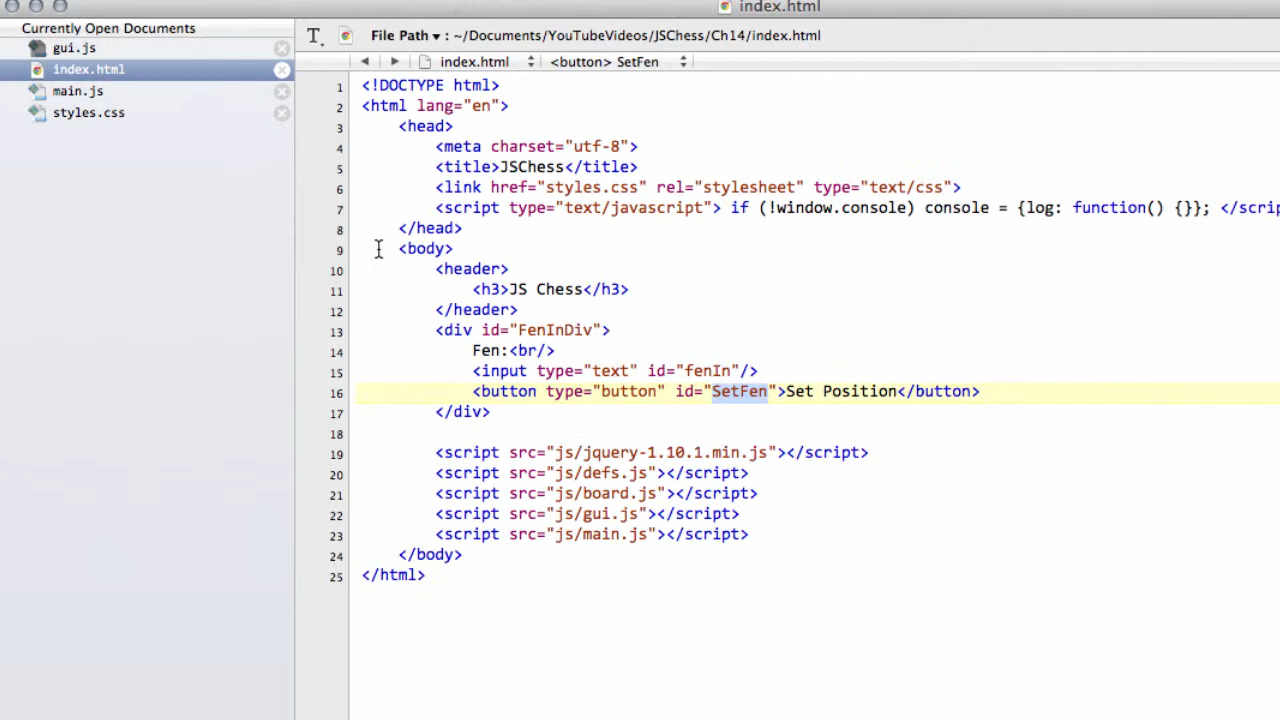 index.html
Currently Open Documents
gui.js
index.html
main.js
styles.css
T. File Path ▾ : ~/Documents/YouTubeVideos/JSChess/Ch14/index.html
index.html <button> SetFen
1 <!DOCTYPE html>
2 <html lang="en">
3 <head>
4 <meta charset="utf-8">
5 <title>JSChess</title>
6 <link href="styles.css" rel="stylesheet" type="text/css">
7 <script type="text/javascript"> if (!window.console) console = {log: function() {}}; </scrip
8 </head>
9 <body>
10 <header>
11 <h3>JS Chess</h3>
12 </header>
13 <div id="FenInDiv">
14 Fen:<br/>
15 <input type="text" id="fenIn"/>
16 <button type="button" id="SetFen">Set Position</button>
17 </div>
18
19 <script src="js/jquery-1.10.1.min.js"></script>
20 <script src="js/defs.js"></script>
21 <script src="js/board.js"></script>
22 <script src="js/gui.js"></script>
23 <script src="js/main.js"></script>
24 </body>
25 </html>